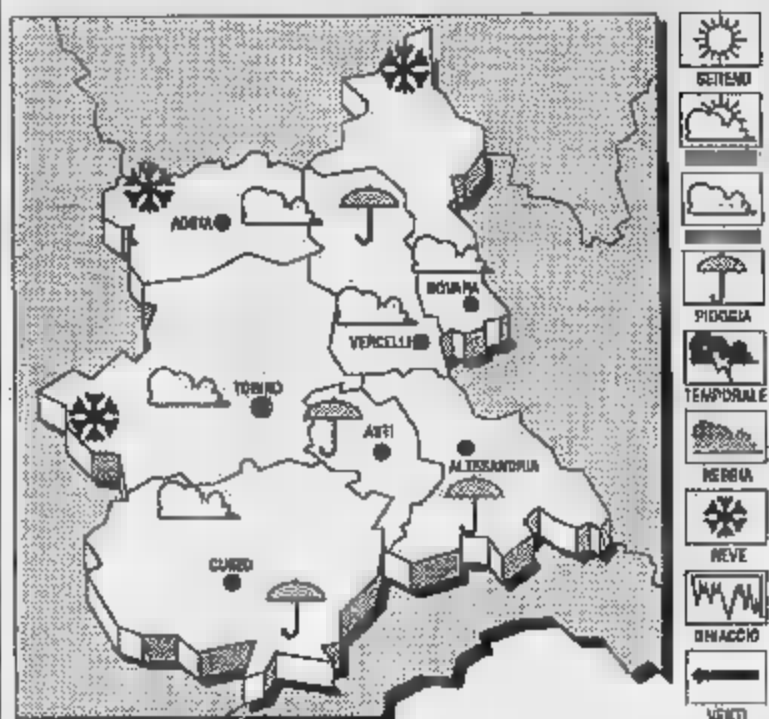 SERENO
AOSTA
NOVARA
PIOGGIA
VERCELLI
TEMPORALE
TORINO
ASTI
NEBBIA
ALESSANDRIA
NEVE
CUNEO
GHIACCIO
VENTO